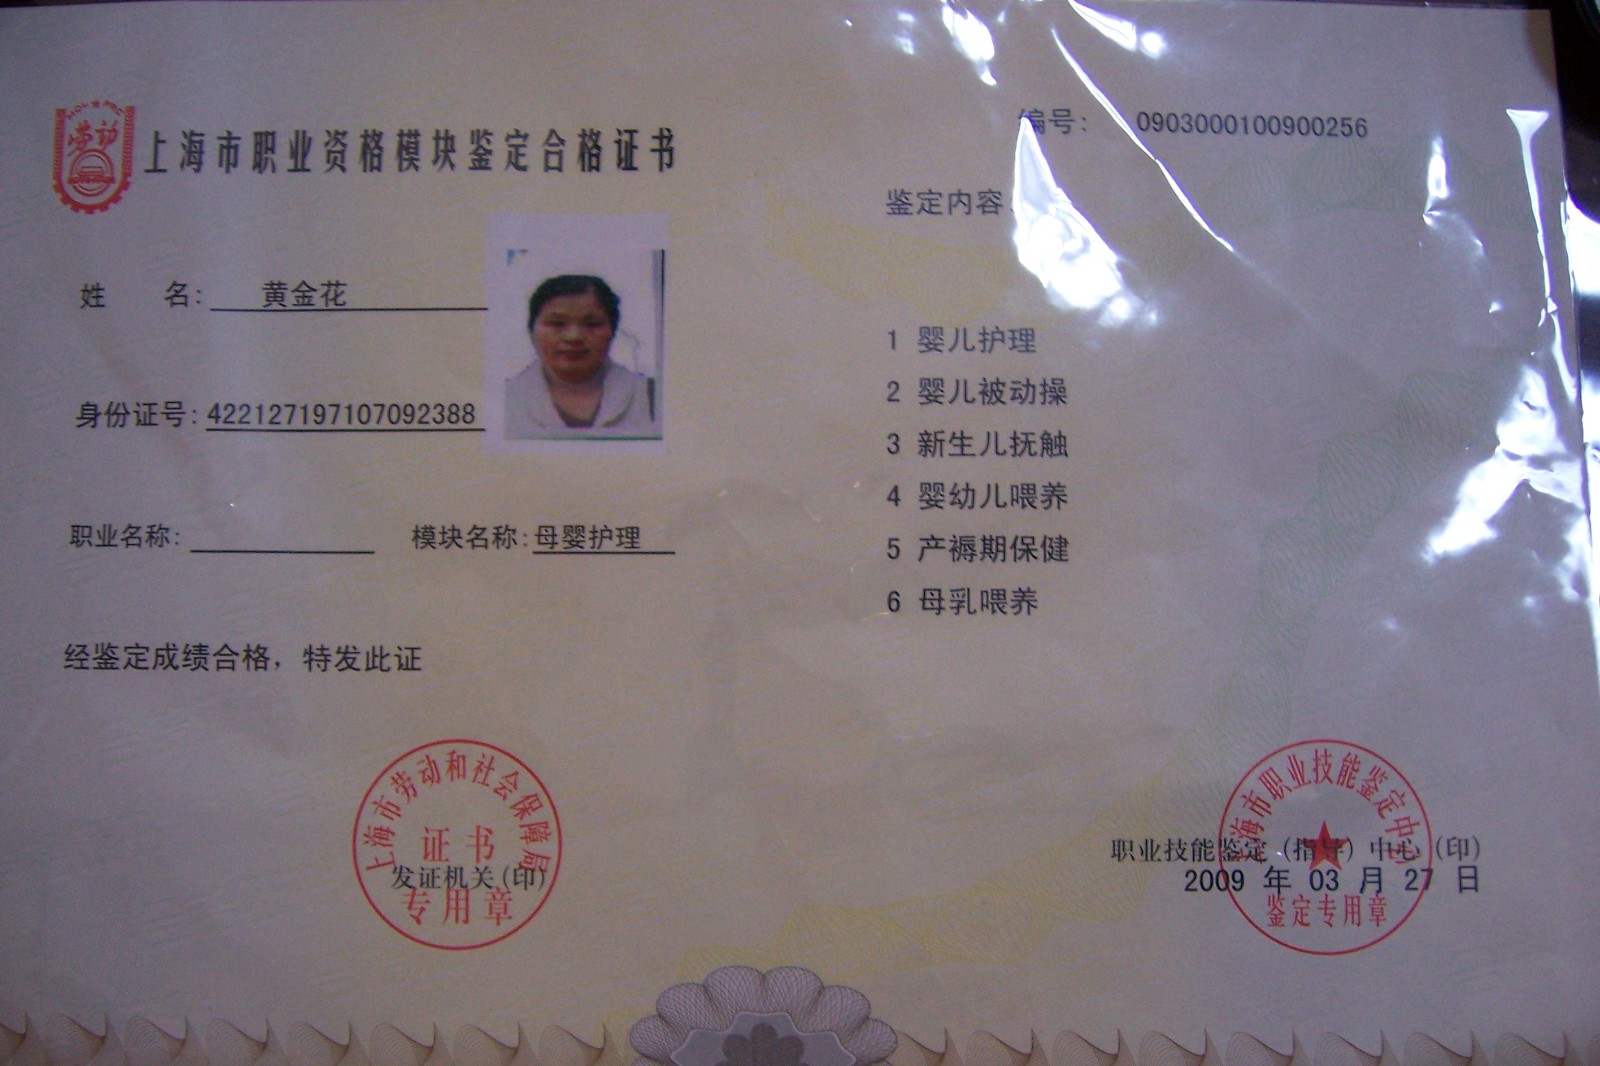 上海市职业资格模块鉴定合格证书
姓 名: 黄金花
身份证号: 422127197107092388
职业名称: 模块名称: 母婴护理
经鉴定成绩合格，特发此证
上海市劳动和社会保障局
证书
发证机关(印)
专用章
编号: 0903000100900256
鉴定内容
1 婴儿护理
2 婴儿被动操
3 新生儿抚触
4 婴幼儿喂养
5 产褥期保健
6 母乳喂养
上海市职业技能鉴定中心
职业技能鉴定(指导)中心(印)
2009 年 03 月 27 日
鉴定专用章
劳动